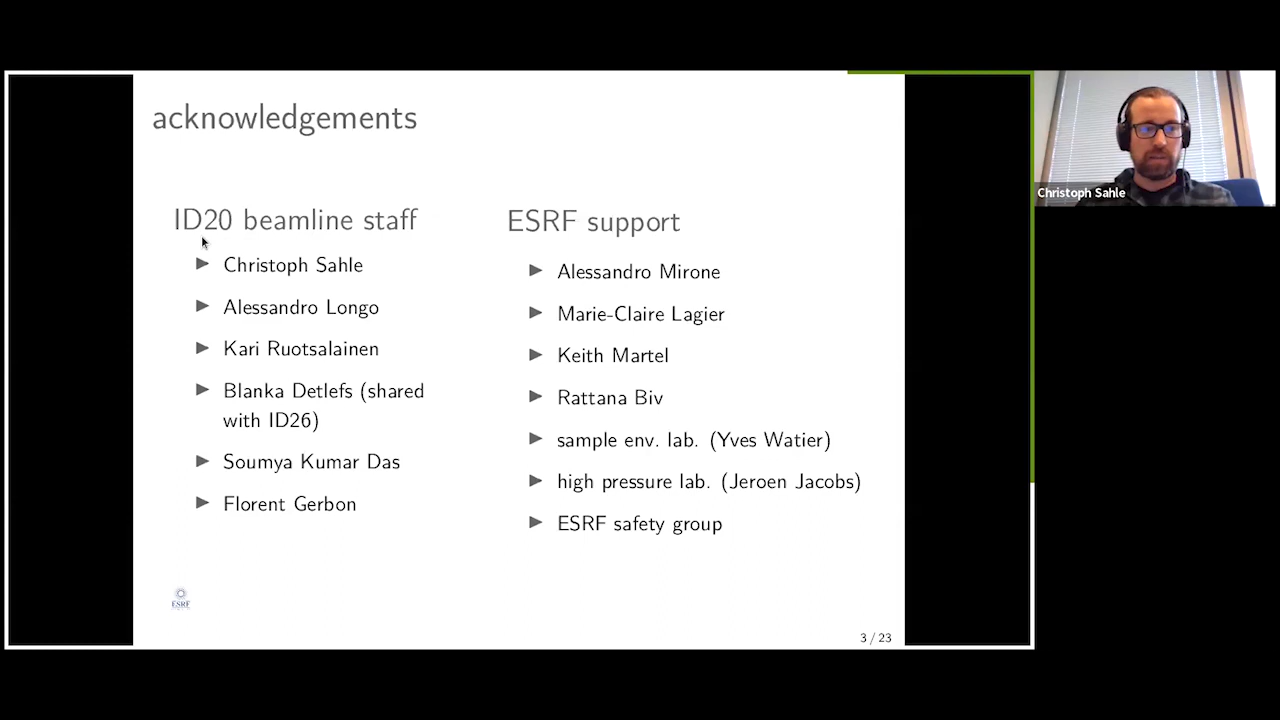 acknowledgements
ID20 beamline staff
Christoph Sahle
Alessandro Longo
Kari Ruotsalainen
Blanka Detlefs (shared
with ID26)
Soumya Kumar Das
Florent Gerbon
ESRF support
Alessandro Mirone
Marie-Claire Lagier
Keith Martel
Rattana Biv
sample env. lab. (Yves Watier)
high pressure lab. (Jeroen Jacobs)
ESRF safety group
ESRF
3 / 23
Christoph Sahle